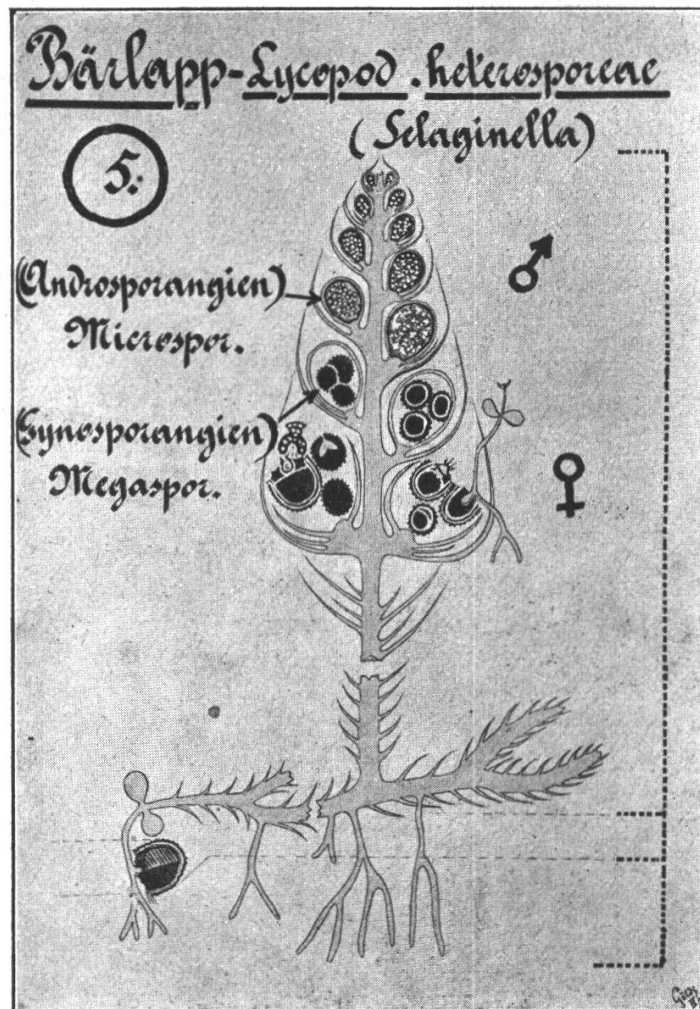 Bärlapp-Lycopod. heterosporeae
(Selaginella)
5.:
(Androsporangien)
Microspor.
(Gynosporangien)
Megaspor.